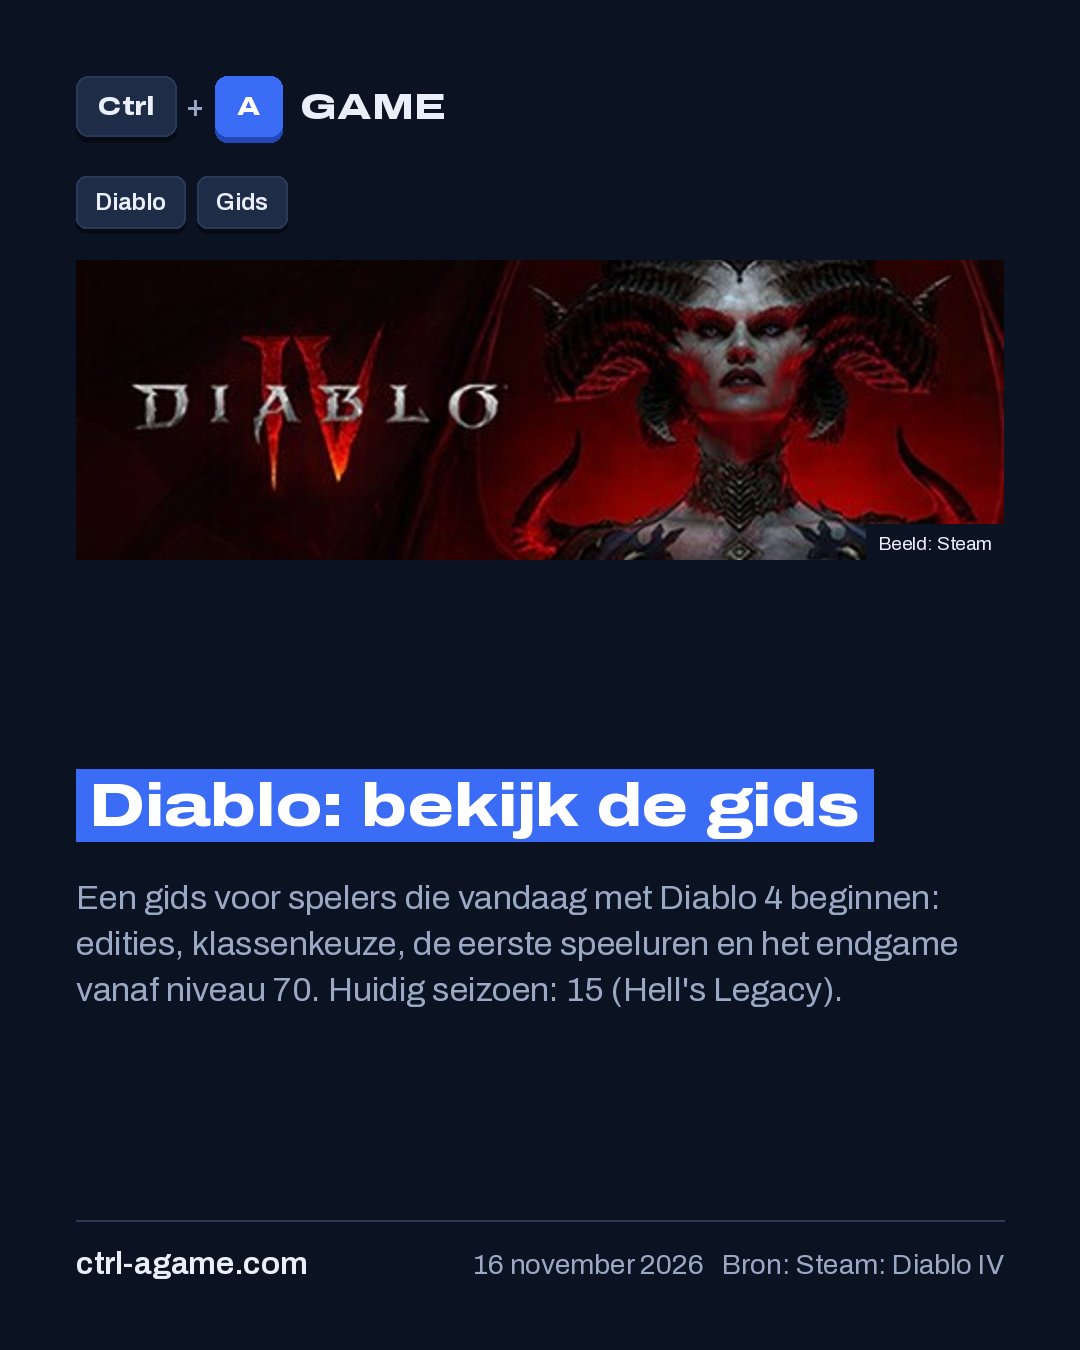 Ctrl + A GAME
Diablo Gids
DIABLO IV
Beeld: Steam
Diablo: bekijk de gids
Een gids voor spelers die vandaag met Diablo 4 beginnen:
edities, klassenkeuze, de eerste speeluren en het endgame
vanaf niveau 70. Huidig seizoen: 15 (Hell's Legacy).
ctrl-agame.com 16 november 2026 Bron: Steam: Diablo IV